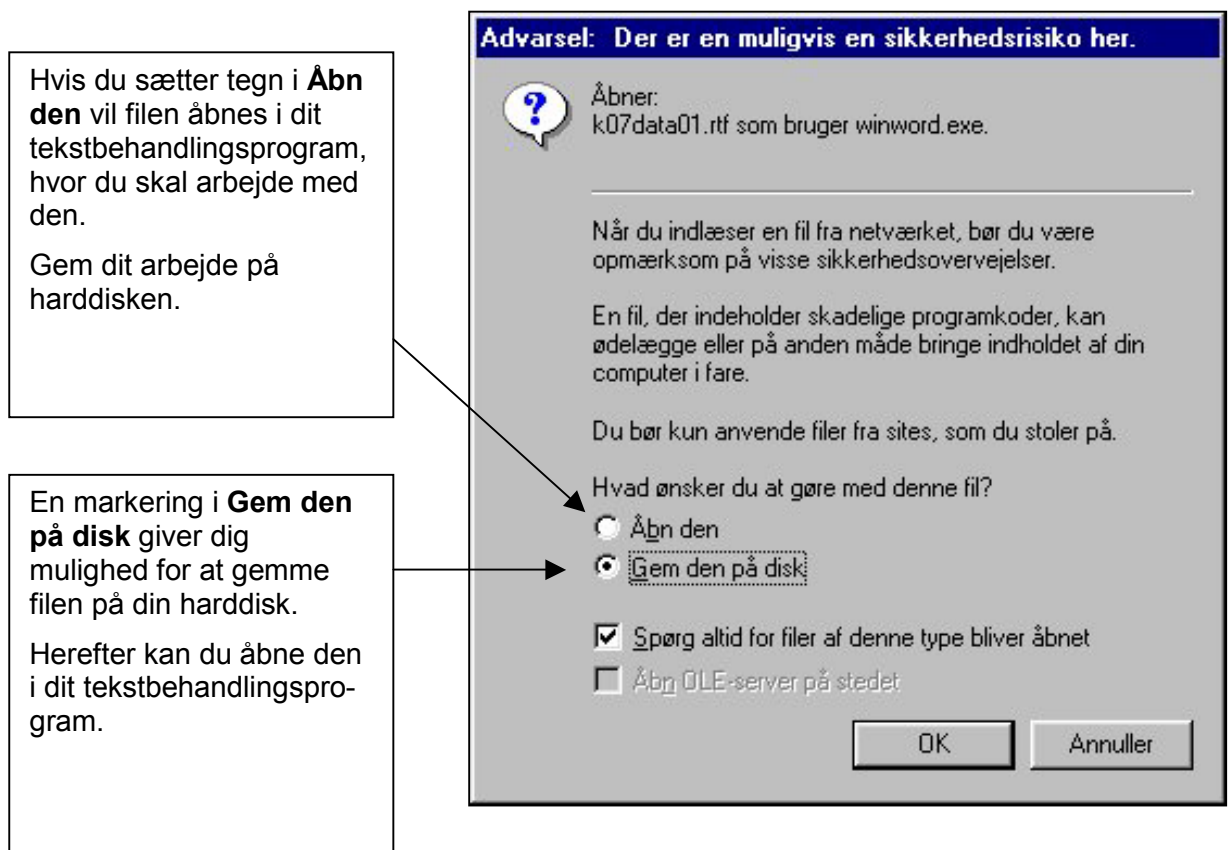 Hvis du sætter tegn i Åbn
den vil filen åbnes i dit
tekstbehandlingsprogram,
hvor du skal arbejde med
den.
Gem dit arbejde på
harddisken.
En markering i Gem den
på disk giver dig
mulighed for at gemme
filen på din harddisk.
Herefter kan du åbne den
i dit tekstbehandlingspro-
gram.
Advarsel: Der er en muligvis en sikkerhedsrisiko her.
Åbner:
k07data01.rtf som bruger winword.exe.
Når du indlæser en fil fra netværket, bør du være
opmærksom på visse sikkerhedsovervejelser.
En fil, der indeholder skadelige programkoder, kan
ødelægge eller på anden måde bringe indholdet af din
computer i fare.
Du bør kun anvende filer fra sites, som du stoler på.
Hvad ønsker du at gøre med denne fil?
Åbn den
Gem den på disk
Spørg altid for filer af denne type bliver åbnet
Åbn OLE-server på stedet
OK
Annuller